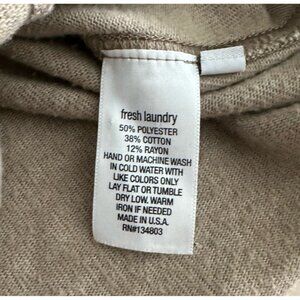 fresh laundry
50% POLYESTER
38% COTTON
12% RAYON
HAND OR MACHINE WASH
IN COLD WATER WITH
LIKE COLORS ONLY
LAY FLAT OR TUMBLE
DRY LOW. WARM
IRON IF NEEDED
MADE IN U.S.A.
RN#134803